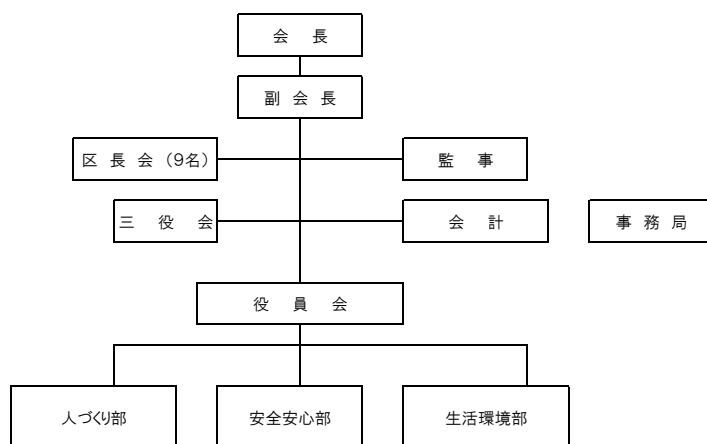 会 長
副 会 長
区 長 会 (9名)
監 事
三 役 会
会 計
事 務 局
役 員 会
人づくり部
安全安心部
生活環境部